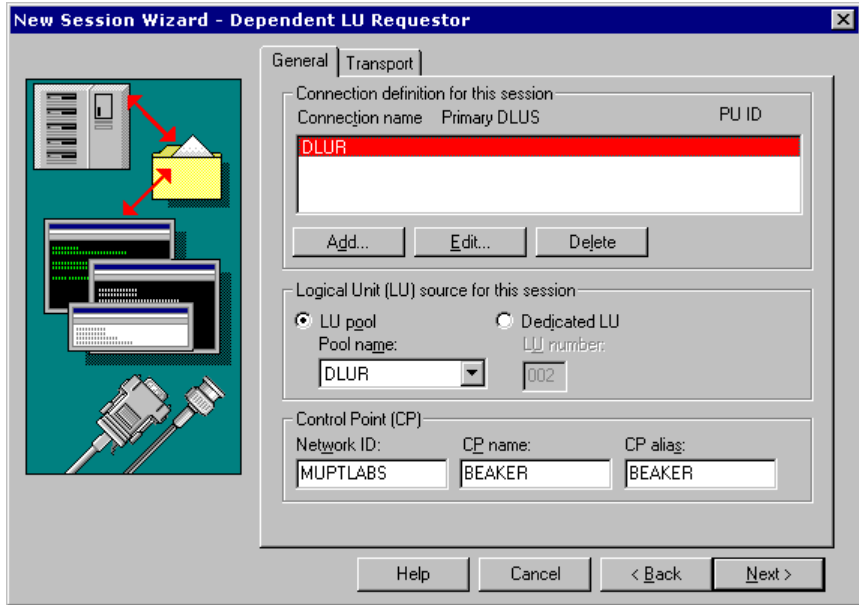 New Session Wizard - Dependent LU Requestor
General Transport
Connection definition for this session
Connection name Primary DLUS PU ID
DLUR
Add... Edit... Delete
Logical Unit (LU) source for this session
LU pool Dedicated LU
Pool name: LU number:
DLUR 002
Control Point (CP)
Network ID: CP name: CP alias:
MUPTLABS BEAKER BEAKER
Help Cancel < Back Next >